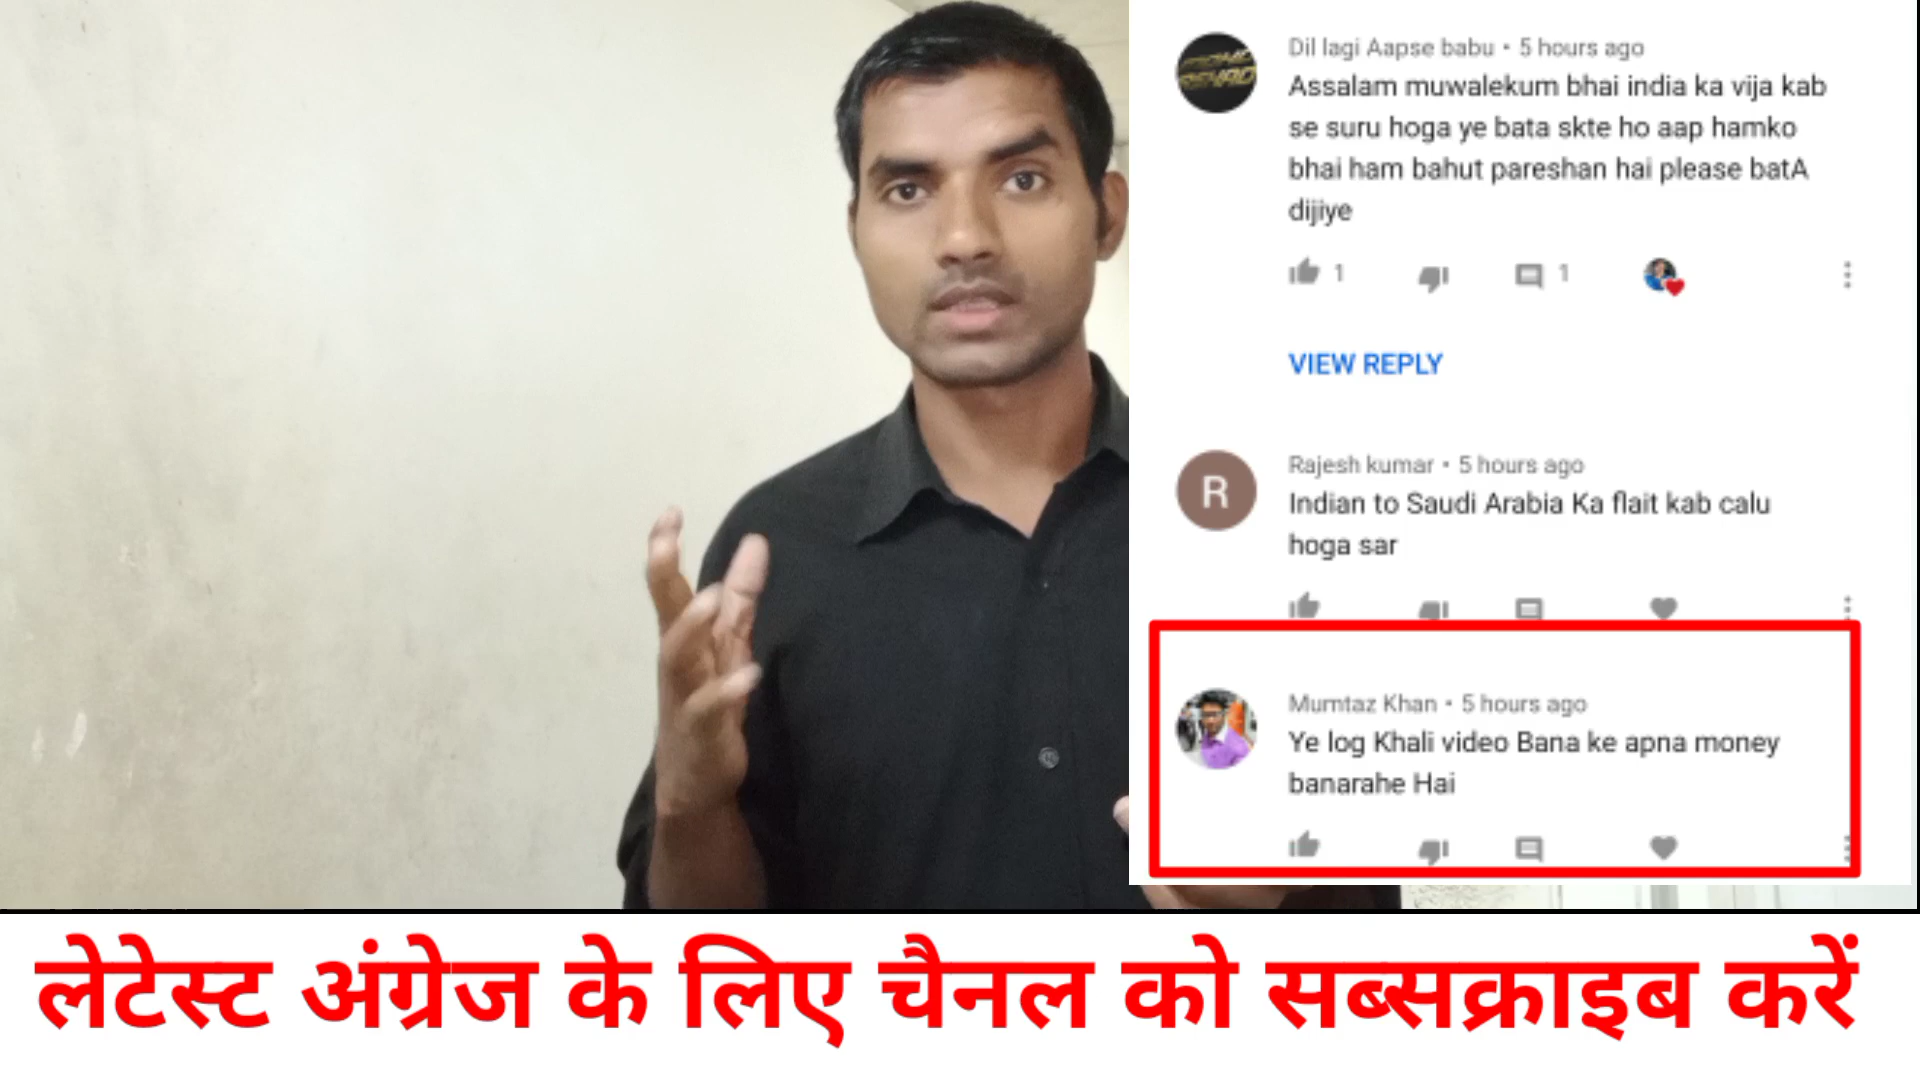 Dil lagi Aapse babu • 5 hours ago
Assalam muwalekum bhai india ka vija kab
se suru hoga ye bata skte ho aap hamko
bhai ham bahut pareshan hai please batA
dijiye
1
1
VIEW REPLY
R
Rajesh kumar • 5 hours ago
Indian to Saudi Arabia Ka flait kab calu
hoga sar
Mumtaz Khan • 5 hours ago
Ye log Khali video Bana ke apna money
banarahe Hai
लेटेस्ट अंग्रेज के लिए चैनल को सब्सक्राइब करें